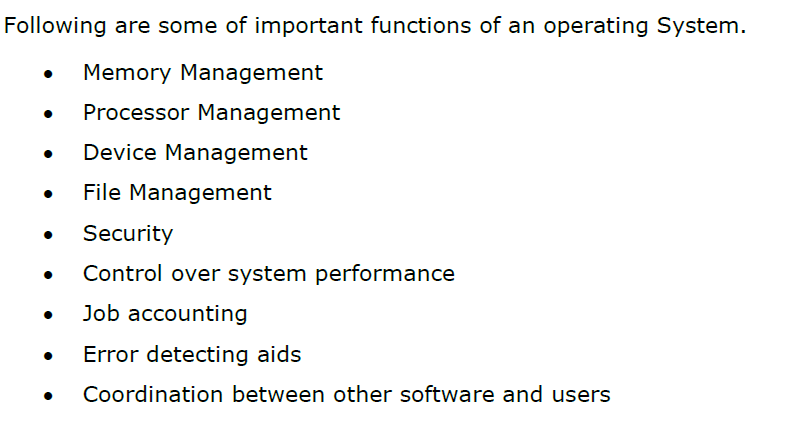 Following are some of important functions of an operating System.
• Memory Management
• Processor Management
• Device Management
• File Management
• Security
• Control over system performance
• Job accounting
• Error detecting aids
• Coordination between other software and users